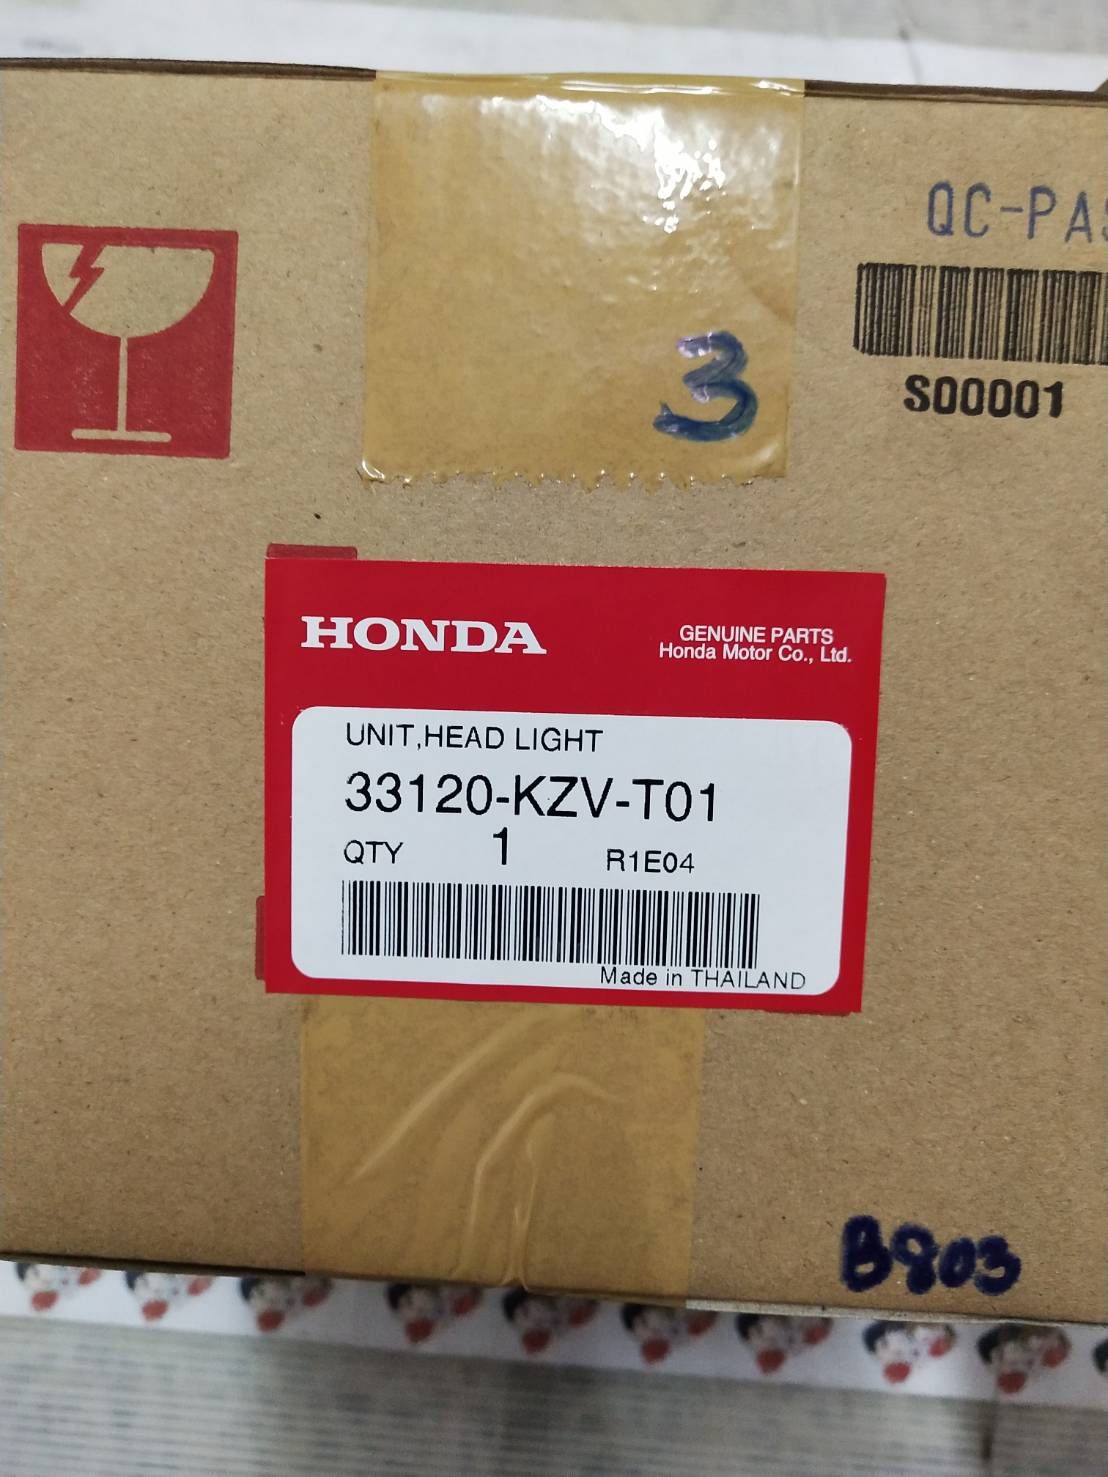 QC-PAS
S00001
3
HONDA
GENUINE PARTS
Honda Motor Co., Ltd.
UNIT,HEAD LIGHT
33120-KZV-T01
QTY 1 R1E04
Made in THAILAND
B803